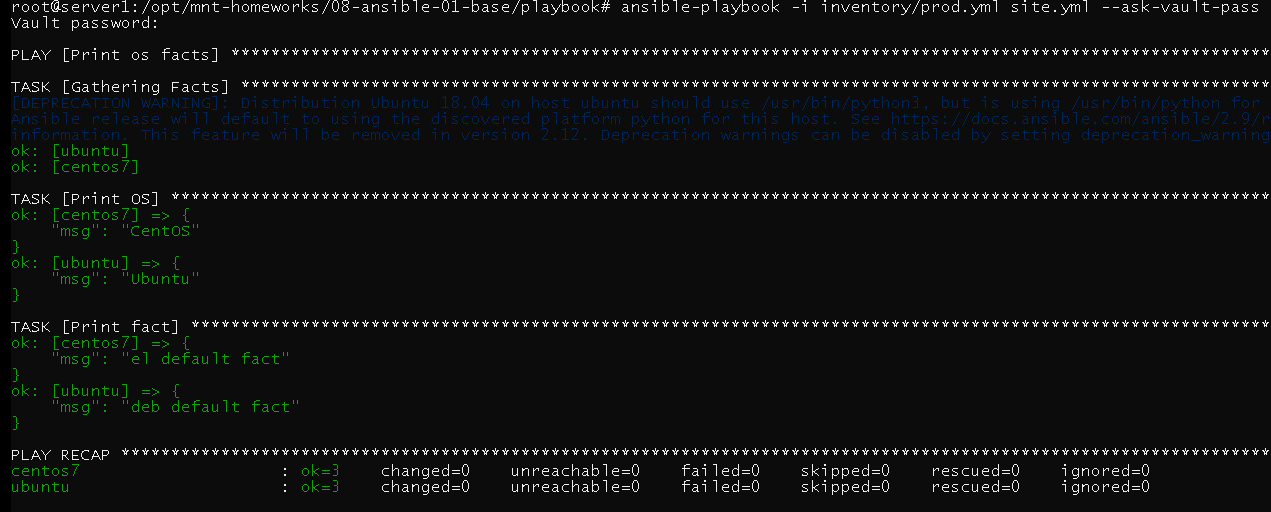 root@server1:/opt/mnt-homeworks/08-ansible-01-base/playbook# ansible-playbook -i inventory/prod.yml site.yml --ask-vault-pass
Vault password:
PLAY [Print os facts] ********************************************************************************************************
TASK [Gathering Facts] *******************************************************************************************************
[DEPRECATION WARNING]: Distribution Ubuntu 18.04 on host ubuntu should use /usr/bin/python3, but is using /usr/bin/python for
Ansible release will default to using the discovered platform python for this host. See https://docs.ansible.com/ansible/2.9/r
information. This feature will be removed in version 2.12. Deprecation warnings can be disabled by setting deprecation_warning
ok: [ubuntu]
ok: [centos7]
TASK [Print OS] **************************************************************************************************************
ok: [centos7] => {
    "msg": "CentOS"
}
ok: [ubuntu] => {
    "msg": "Ubuntu"
}
TASK [Print fact] ************************************************************************************************************
ok: [centos7] => {
    "msg": "el default fact"
}
ok: [ubuntu] => {
    "msg": "deb default fact"
}
PLAY RECAP *******************************************************************************************************************
centos7                    : ok=3    changed=0    unreachable=0    failed=0    skipped=0    rescued=0    ignored=0
ubuntu                     : ok=3    changed=0    unreachable=0    failed=0    skipped=0    rescued=0    ignored=0